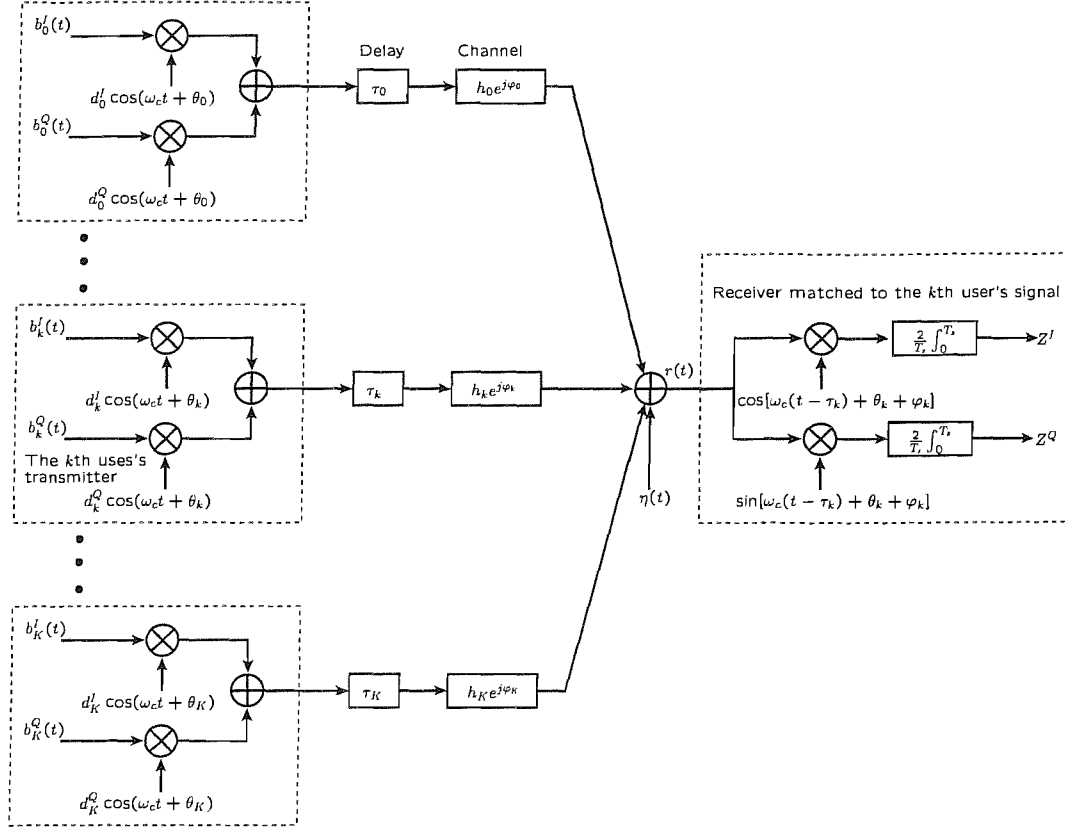 b_0^I(t)
d_0^I cos(ω_c t + θ_0)
b_0^Q(t)
d_0^Q cos(ω_c t + θ_0)
Delay
Channel
τ_0
h_0 e^{jφ_0}
b_k^I(t)
d_k^I cos(ω_c t + θ_k)
b_k^Q(t)
The kth uses's
transmitter
d_k^Q cos(ω_c t + θ_k)
τ_k
h_k e^{jφ_k}
r(t)
η(t)
Receiver matched to the kth user's signal
\frac{2}{T_s} ∫_0^{T_s}
Z^I
cos[ω_c(t − τ_k) + θ_k + φ_k]
\frac{2}{T_s} ∫_0^{T_s}
Z^Q
sin[ω_c(t − τ_k) + θ_k + φ_k]
b_K^I(t)
d_K^I cos(ω_c t + θ_K)
b_K^Q(t)
d_K^Q cos(ω_c t + θ_K)
τ_K
h_K e^{jφ_K}